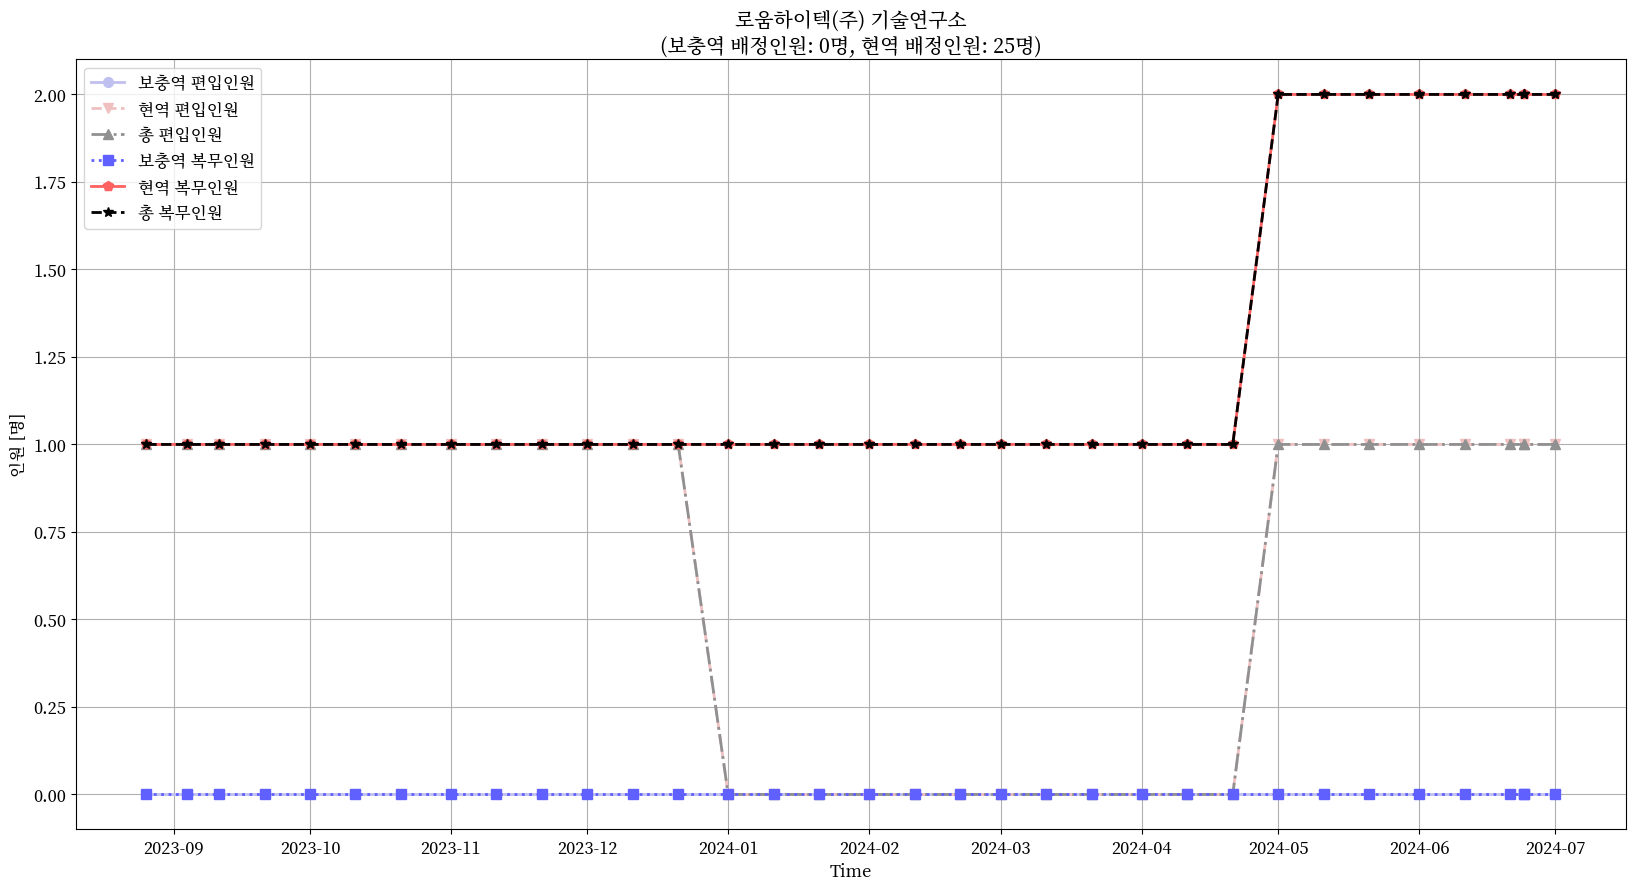 로움하이텍(주) 기술연구소
(보충역 배정인원: 0명, 현역 배정인원: 25명)
보충역 편입인원
현역 편입인원
총 편입인원
보충역 복무인원
현역 복무인원
총 복무인원
2.00
1.75
1.50
1.25
1.00
0.75
0.50
0.25
0.00
인원 [명]
2023-09
2023-10
2023-11
2023-12
2024-01
2024-02
2024-03
2024-04
2024-05
2024-06
2024-07
Time